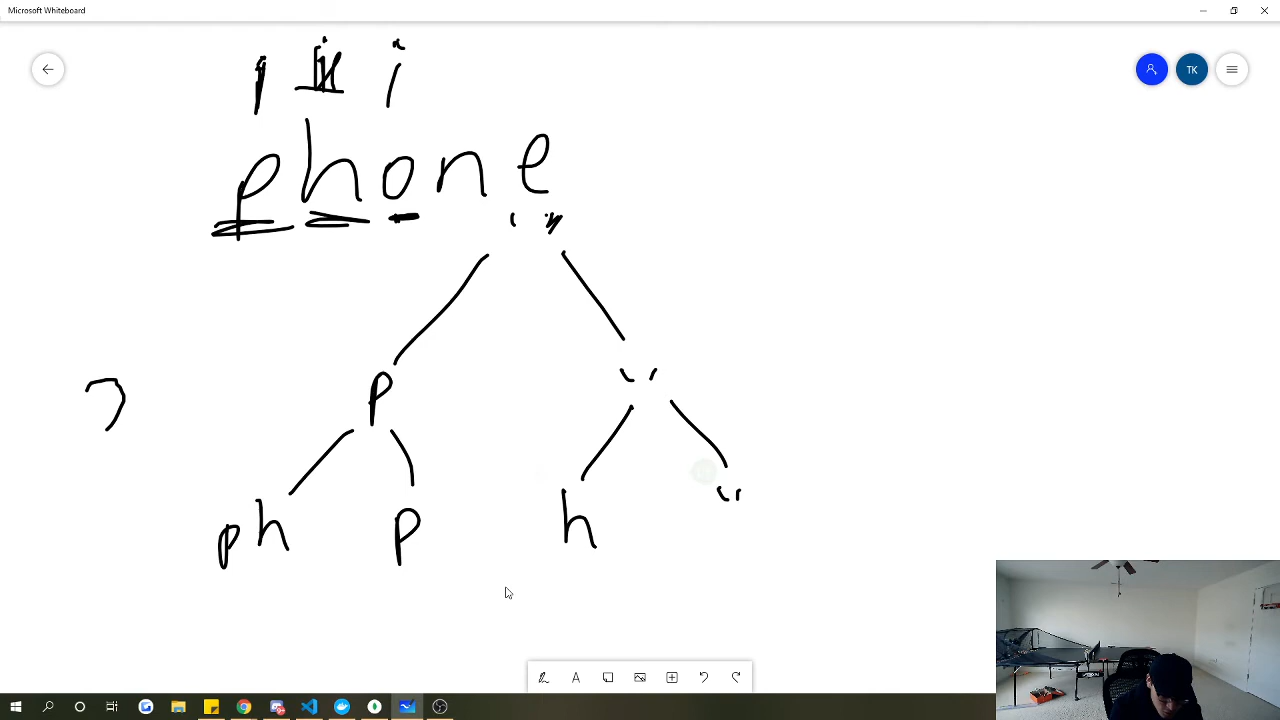 Microsoft Whiteboard
TK
i
phone
" "
p " "
ph p h " "
A